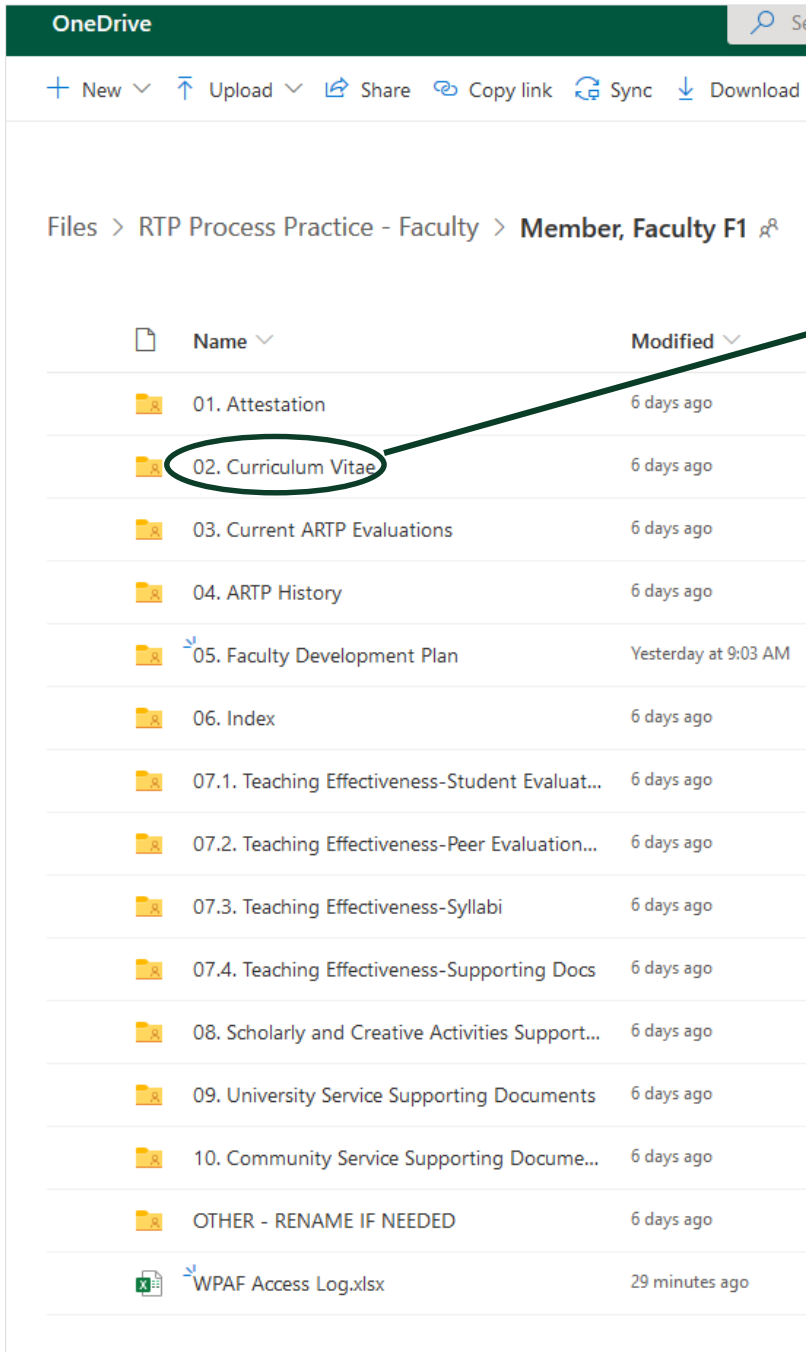 OneDrive
New Upload Share Copy link Sync Download
Files > RTP Process Practice - Faculty > Member, Faculty F1
Name Modified
01. Attestation 6 days ago
02. Curriculum Vitae 6 days ago
03. Current ARTP Evaluations 6 days ago
04. ARTP History 6 days ago
05. Faculty Development Plan Yesterday at 9:03 AM
06. Index 6 days ago
07.1. Teaching Effectiveness-Student Evaluat... 6 days ago
07.2. Teaching Effectiveness-Peer Evaluation... 6 days ago
07.3. Teaching Effectiveness-Syllabi 6 days ago
07.4. Teaching Effectiveness-Supporting Docs 6 days ago
08. Scholarly and Creative Activities Support... 6 days ago
09. University Service Supporting Documents 6 days ago
10. Community Service Supporting Docume... 6 days ago
OTHER - RENAME IF NEEDED 6 days ago
WPAF Access Log.xlsx 29 minutes ago